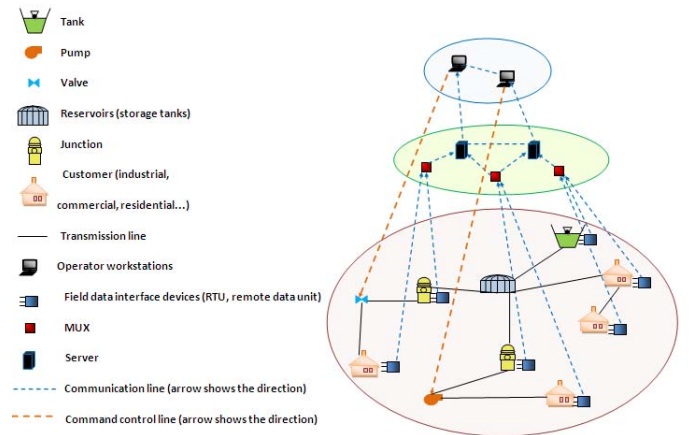 Tank
Pump
Valve
Reservoirs (storage tanks)
Junction
Customer (industrial,
commercial, residential...)
Transmission line
Operator workstations
Field data interface devices (RTU, remote data unit)
MUX
Server
Communication line (arrow shows the direction)
Command control line (arrow shows the direction)